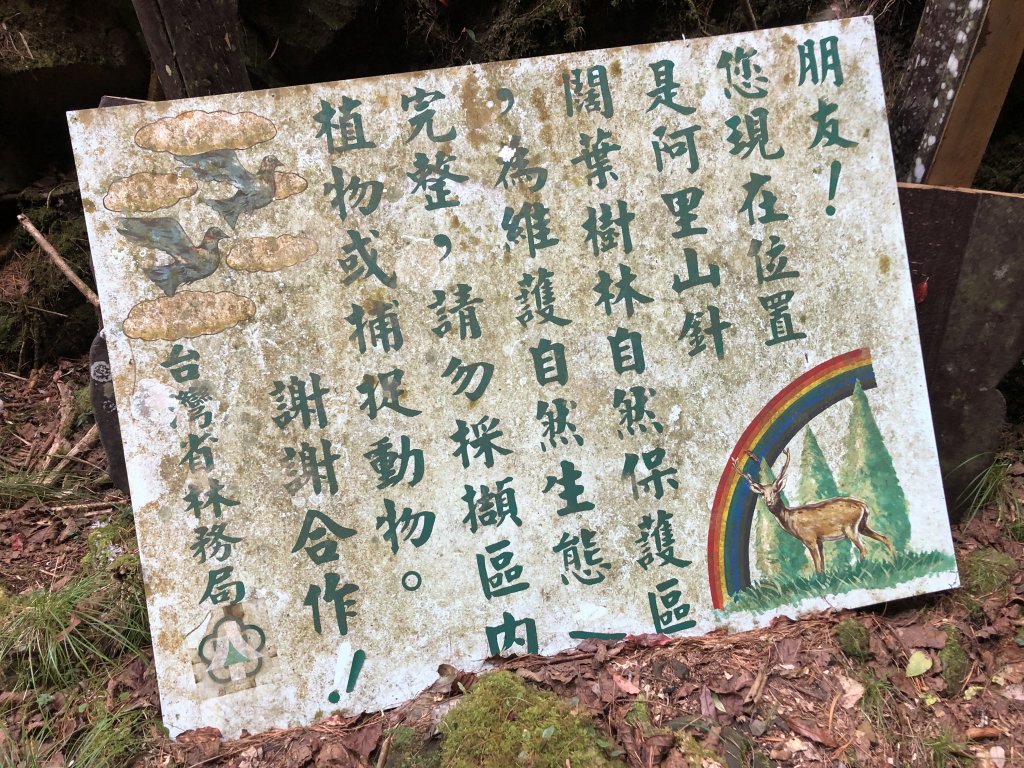 朋友！
您現在位置
是阿里山針
闊葉樹林自然保護區
，為維護自然生態
完整，請勿採擷區內
植物或捕捉動物。
謝謝合作！
台灣省林務局